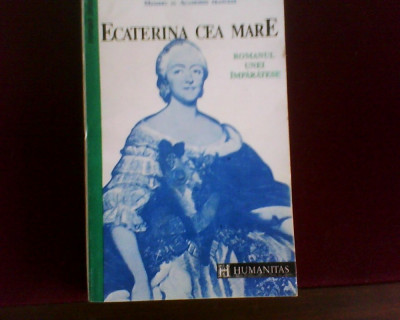 ECATERINA CEA MARE
ROMANUL
UNEI
ÎMPĂRĂTESE
H HUMANITAS